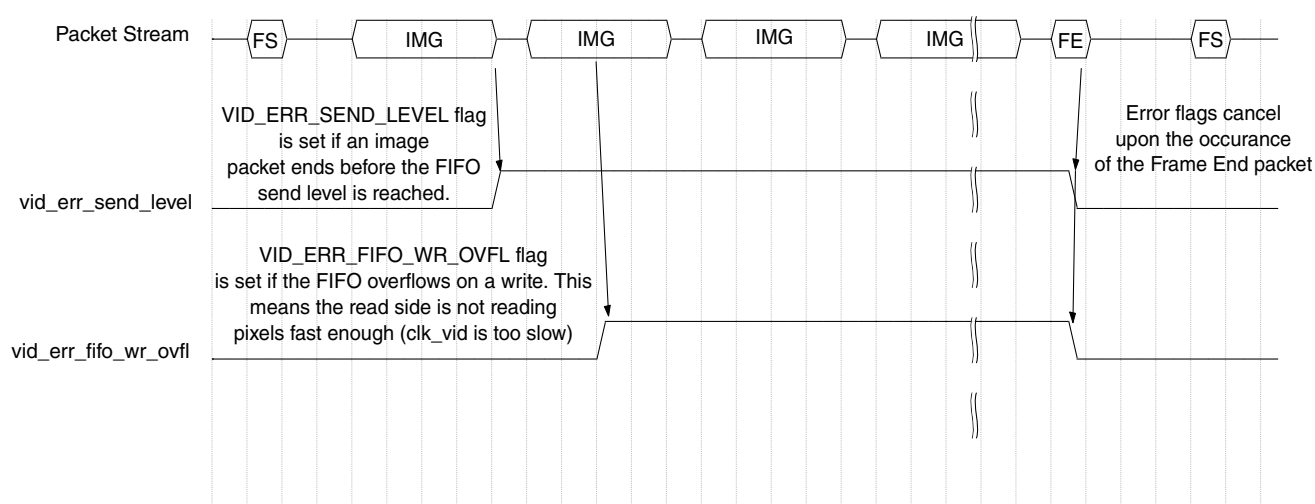 Packet Stream
FS
IMG
IMG
IMG
IMG
FE
FS
VID_ERR_SEND_LEVEL flag
is set if an image
packet ends before the FIFO
send level is reached.
Error flags cancel
upon the occurance
of the Frame End packet
vid_err_send_level
VID_ERR_FIFO_WR_OVFL flag
is set if the FIFO overflows on a write. This
means the read side is not reading
pixels fast enough (clk_vid is too slow)
vid_err_fifo_wr_ovfl